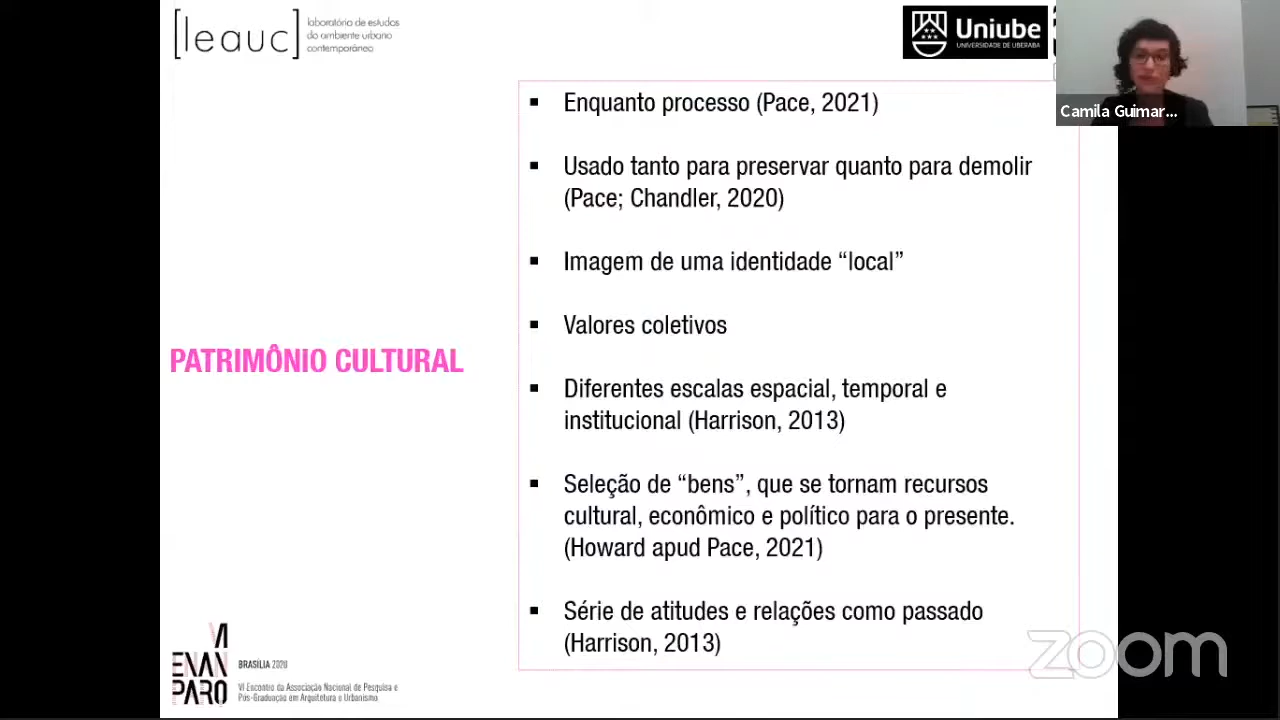 [leauc]
laboratório de estudos
do ambiente urbano
contemporâneo
Uniube
UNIVERSIDADE DE UBERABA
Camila Guimar...
PATRIMÔNIO CULTURAL
▪ Enquanto processo (Pace, 2021)
▪ Usado tanto para preservar quanto para demolir
(Pace; Chandler, 2020)
▪ Imagem de uma identidade “local”
▪ Valores coletivos
▪ Diferentes escalas espacial, temporal e
institucional (Harrison, 2013)
▪ Seleção de “bens”, que se tornam recursos
cultural, econômico e político para o presente.
(Howard apud Pace, 2021)
▪ Série de atitudes e relações como passado
(Harrison, 2013)
VI
ENAN
PARQ
BRASÍLIA 2020
VI Encontro da Associação Nacional de Pesquisa e
Pós-Graduação em Arquitetura e Urbanismo
zoom